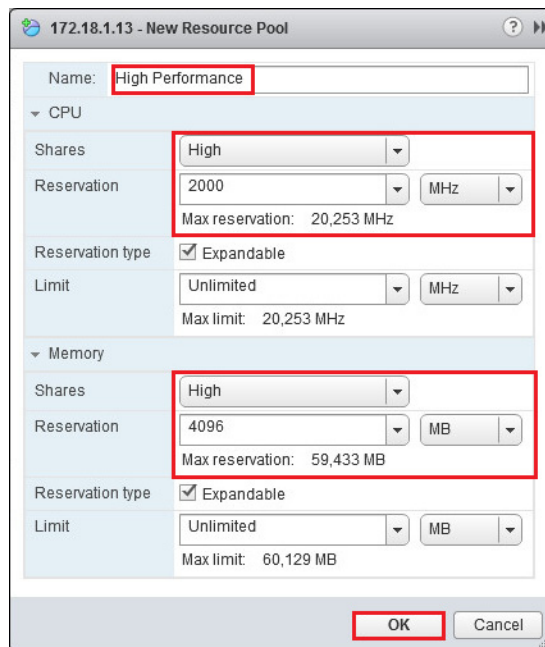 172.18.1.13 - New Resource Pool ?
Name: High Performance
CPU
Shares High
Reservation 2000 MHz
Max reservation: 20,253 MHz
Reservation type Expandable
Limit Unlimited MHz
Max limit: 20,253 MHz
Memory
Shares High
Reservation 4096 MB
Max reservation: 59,433 MB
Reservation type Expandable
Limit Unlimited MB
Max limit: 60,129 MB
OK Cancel